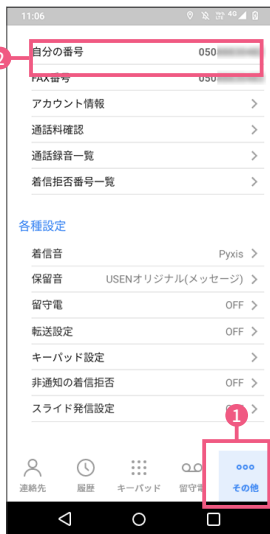 11:06 4G
2
自分の番号 050
FAX番号 050
アカウント情報
通話料確認
通話録音一覧
着信拒否番号一覧
各種設定
着信音 Pyxis
保留音 USENオリジナル(メッセージ)
留守電 OFF
転送設定 OFF
キーパッド設定
非通知の着信拒否 OFF
スライド発信設定
1
連絡先 履歴 キーパッド 留守電 その他